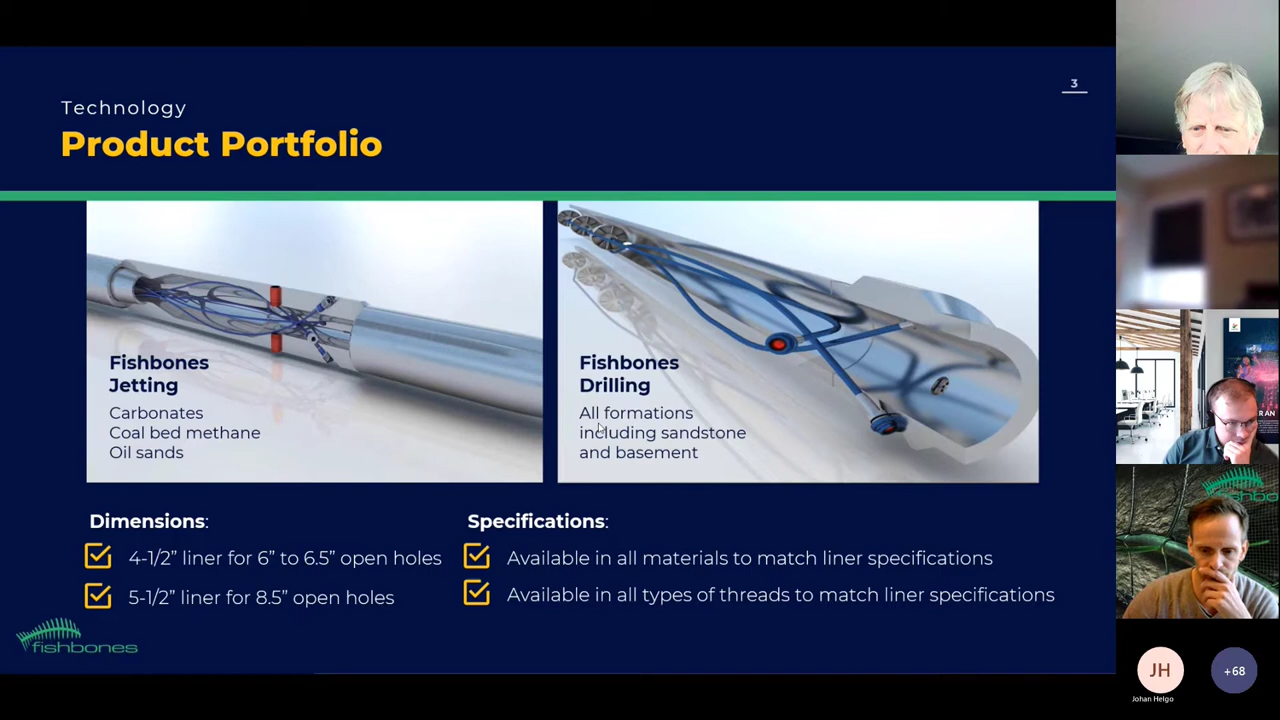 3
Technology
Product Portfolio
Fishbones
Jetting
Carbonates
Coal bed methane
Oil sands
Fishbones
Drilling
All formations
including sandstone
and basement
Dimensions:
4-1/2” liner for 6” to 6.5” open holes
5-1/2” liner for 8.5” open holes
Specifications:
Available in all materials to match liner specifications
Available in all types of threads to match liner specifications
fishbones
JH
Johan Helgo
+68